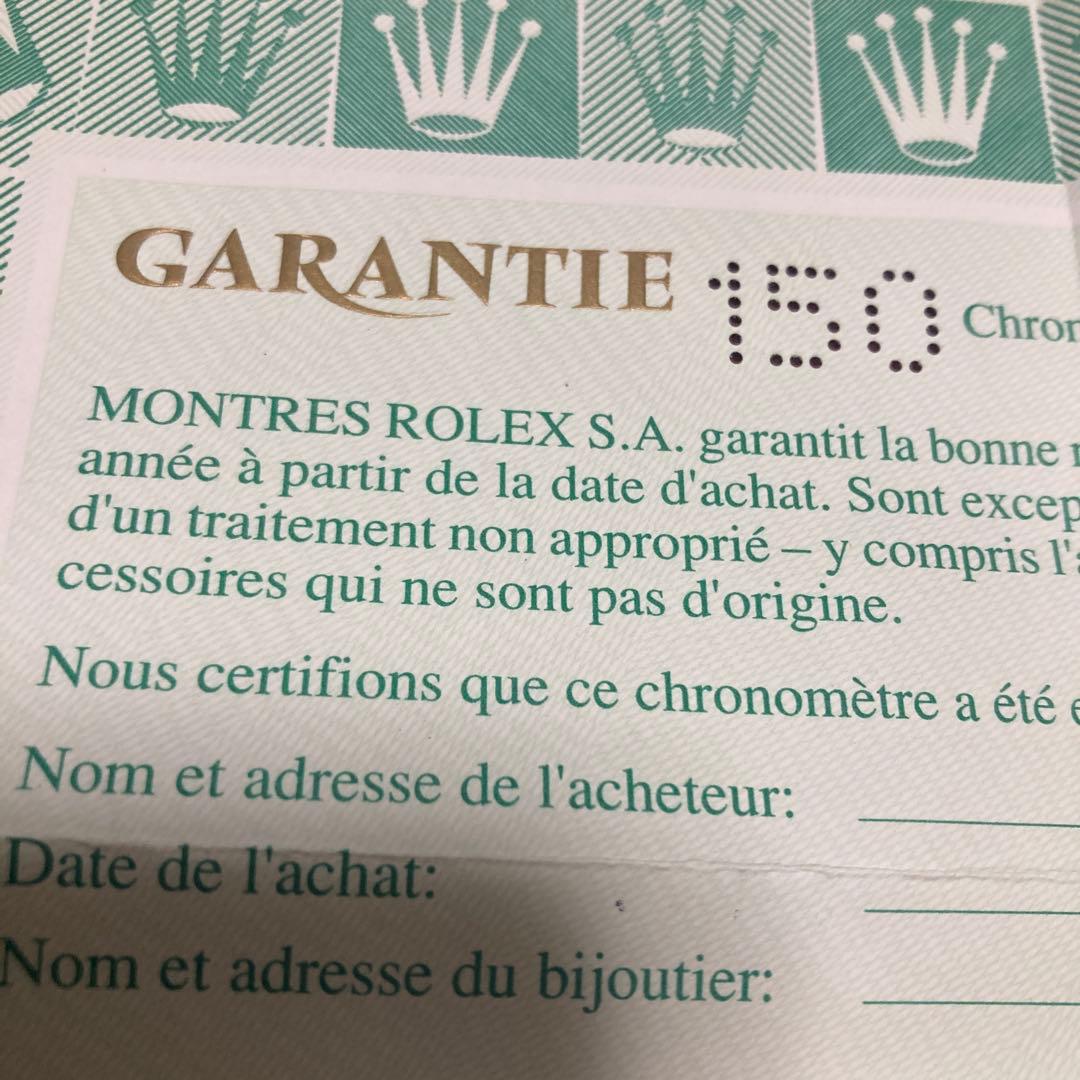 GARANTIE 150
MONTRES ROLEX S.A. garantit la bonne
année à partir de la date d'achat. Sont
d'un traitement non approprié – y compris
cessoires qui ne sont pas d'origine.
Nous certifions que ce chronomètre a été
Nom et adresse de l'acheteur:
Date de l'achat:
Nom et adresse du bijoutier: